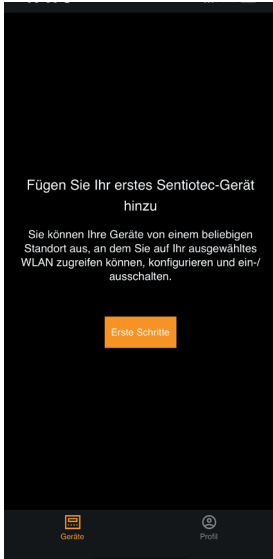 Fügen Sie Ihr erstes Sentiotec-Gerät
hinzu
Sie können Ihre Geräte von einem beliebigen
Standort aus, an dem Sie auf Ihr ausgewähltes
WLAN zugreifen können, konfigurieren und ein-/
ausschalten.
Erste Schritte
Geräte
Profil